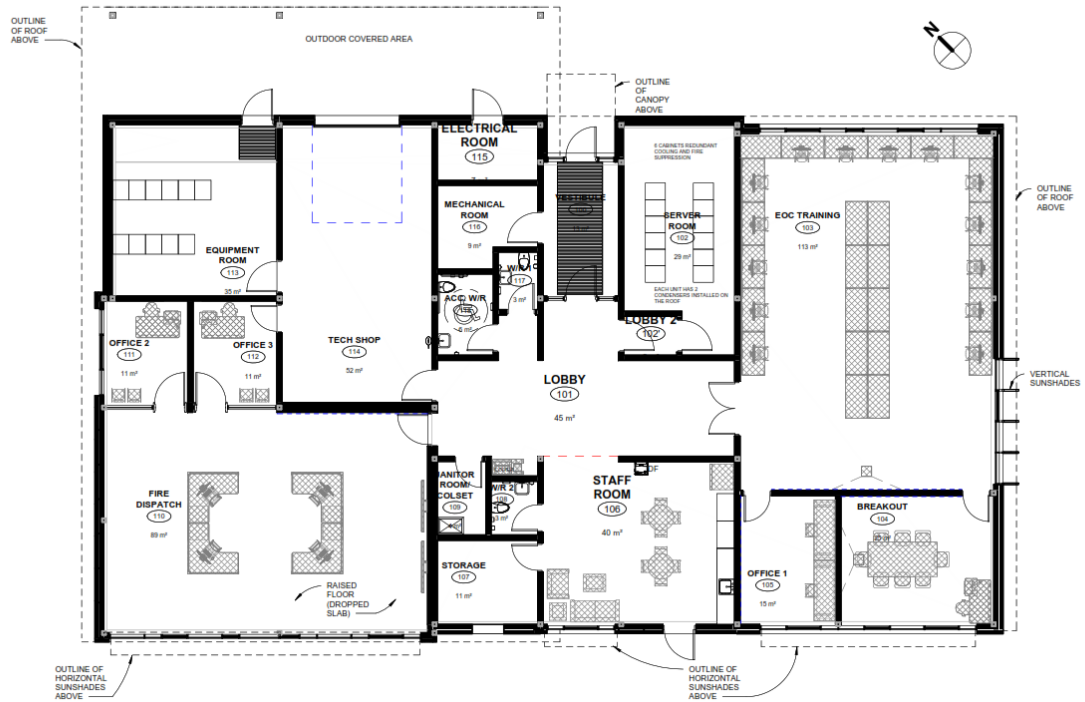 OUTLINE
OF ROOF
ABOVE
OUTDOOR COVERED AREA
N
OUTLINE
OF
CANOPY
ABOVE
ELECTRICAL
ROOM
115
6 CABINETS REDUNDANT
COOLING AND FIRE
SUPPRESSION
OUTLINE
OF ROOF
ABOVE
MECHANICAL
ROOM
116
9 m²
VESTIBULE
SERVER
ROOM
102
29 m²
EACH UNIT HAS 2
CONDENSERS INSTALLED ON
THE ROOF
EOC TRAINING
103
113 m²
EQUIPMENT
ROOM
113
35 m²
W/R 1
117
3 m²
ACC. W/R
6 m²
LOBBY 2
102'
OFFICE 2
111
11 m²
OFFICE 3
112
11 m²
TECH SHOP
114
52 m²
LOBBY
101
45 m²
VERTICAL
SUNSHADES
FIRE
DISPATCH
110
89 m²
JANITOR
ROOM/
COLSET
109
W/R 2
108
3 m²
STAFF
ROOM
106
40 m²
OF
BREAKOUT
104
STORAGE
107
11 m²
OFFICE 1
105
15 m²
RAISED
FLOOR
(DROPPED
SLAB)
OUTLINE OF
HORIZONTAL
SUNSHADES
ABOVE
OUTLINE OF
HORIZONTAL
SUNSHADES
ABOVE